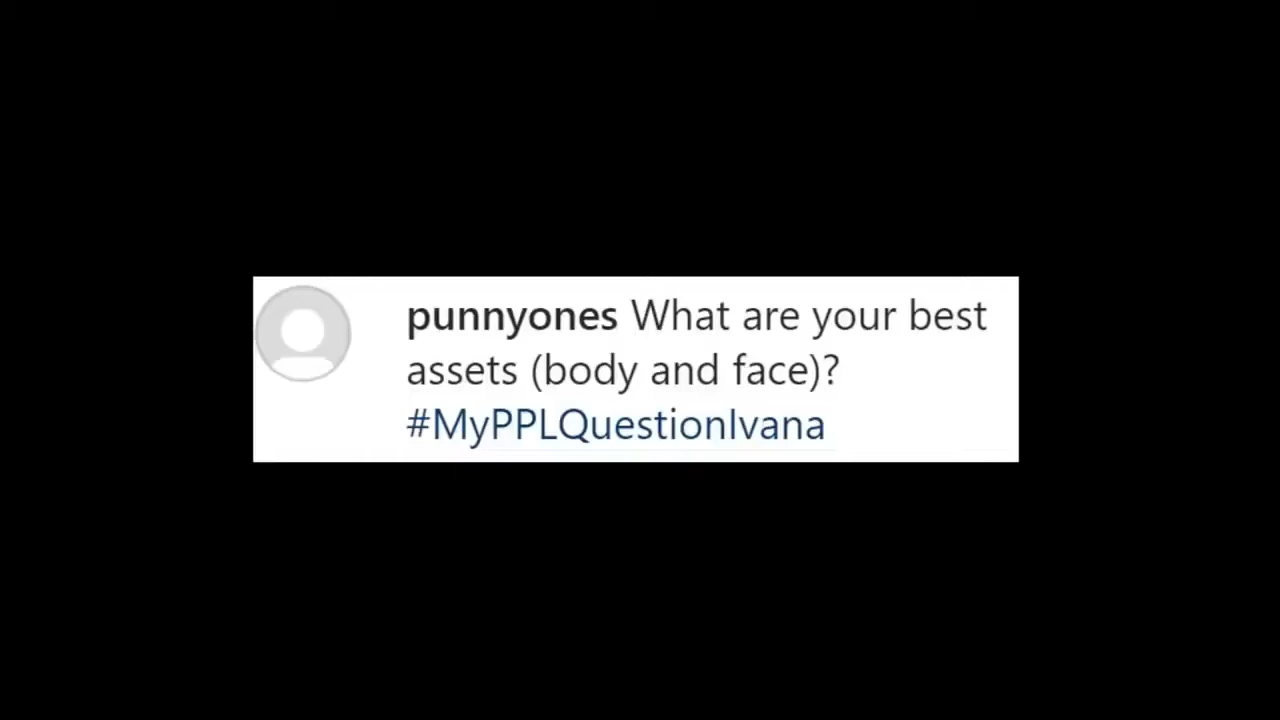 punnyones What are your best
assets (body and face)?
#MyPPLQuestionIvana